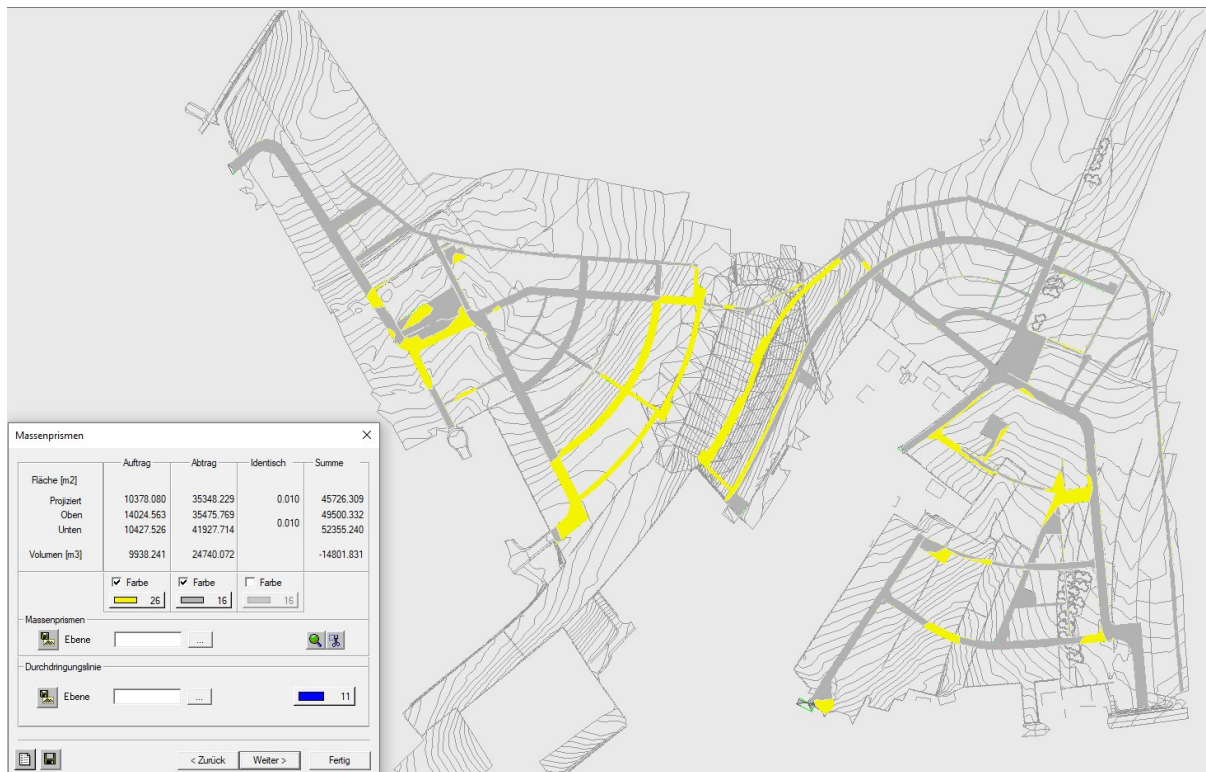 Massenprismen
Auftrag Abtrag Identisch Summe
Fläche [m2]
Projiziert 10378.080 35348.229 0.010 45726.309
Oben 14024.563 35475.769 49500.332
0.010
Unten 10427.526 41927.714 52355.240
Volumen [m3] 9938.241 24740.072 -14801.831
Farbe Farbe Farbe
26 16 16
Massenprismen
Ebene ...
Durchdringungslinie
Ebene ... 11
< Zurück Weiter > Fertig